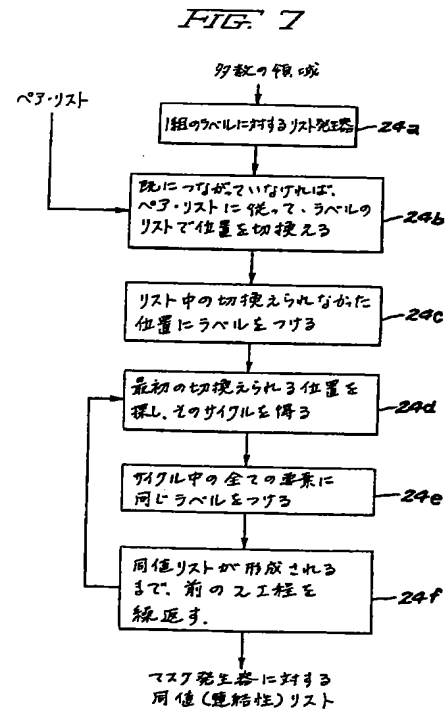 FIG. 7
多数の領域
ペア・リスト
1組のラベルに対するリスト発生器
24a
既につながっていなければ、
ペア・リストに従って、ラベルの
リストで位置を切換える
24b
リスト中の切換えられなかった
位置にラベルをつける
24c
最初の切換えられる位置を
探し、そのサイクルを得る
24d
サイクル中の全ての要素に
同じラベルをつける
24e
同値リストが形成される
まで、前の2工程を
繰返す.
24f
マスク発生器に対する
同値(連結性)リスト